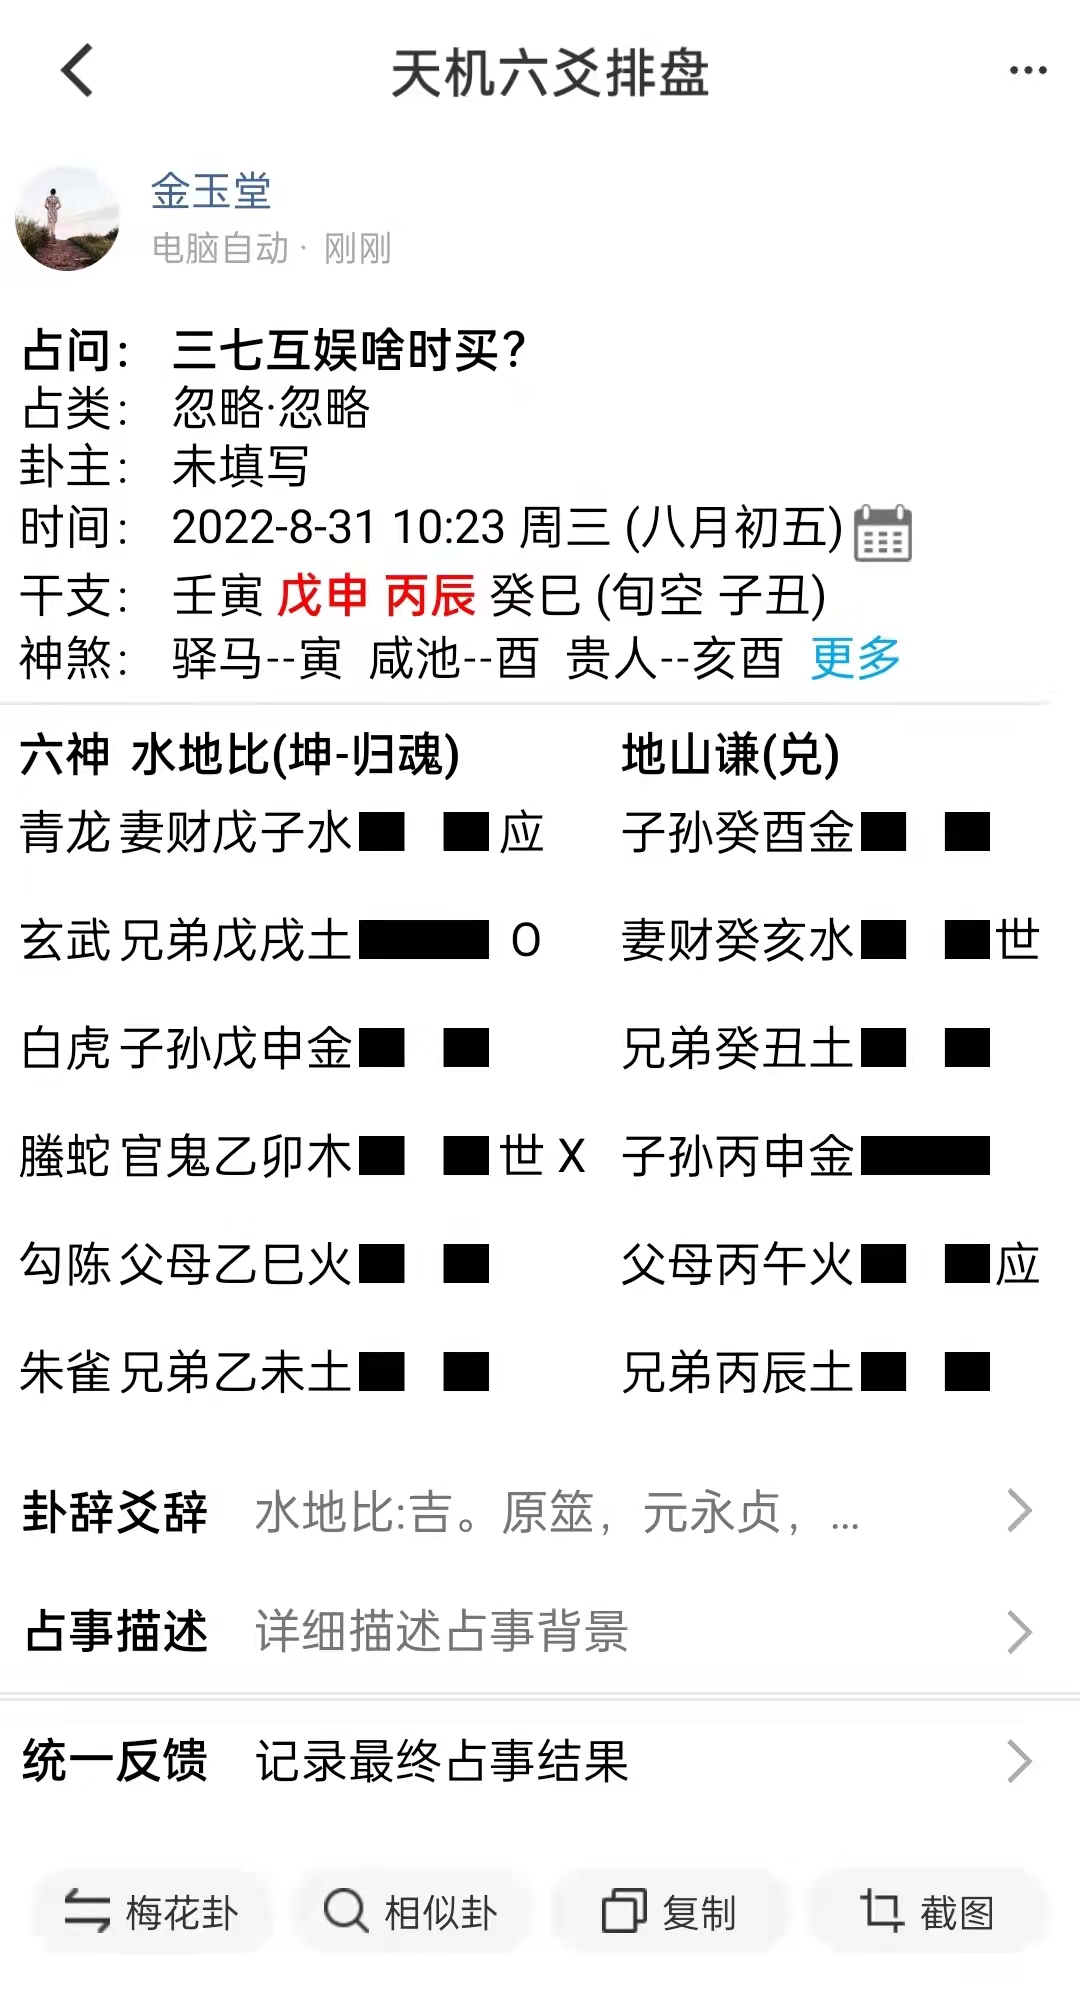 天机六爻排盘
金玉堂
电脑自动· 刚刚
占问： 三七互娱啥时买？
占类： 忽略·忽略
卦主： 未填写
时间： 2022-8-31 10:23 周三 (八月初五)
干支： 壬寅 戊申 丙辰 癸巳 (旬空 子丑)
神煞： 驿马--寅 咸池--酉 贵人--亥酉 更多
六神 水地比(坤-归魂) 地山谦(兑)
青龙 妻财戊子水 应 子孙癸酉金
玄武 兄弟戊戌土 O 妻财癸亥水 世
白虎 子孙戊申金 兄弟癸丑土
螣蛇 官鬼乙卯木 世 X 子孙丙申金
勾陈 父母乙巳火 父母丙午火 应
朱雀 兄弟乙未土 兄弟丙辰土
卦辞爻辞 水地比:吉。原筮，元永贞，...
占事描述 详细描述占事背景
统一反馈 记录最终占事结果
梅花卦 相似卦 复制 截图